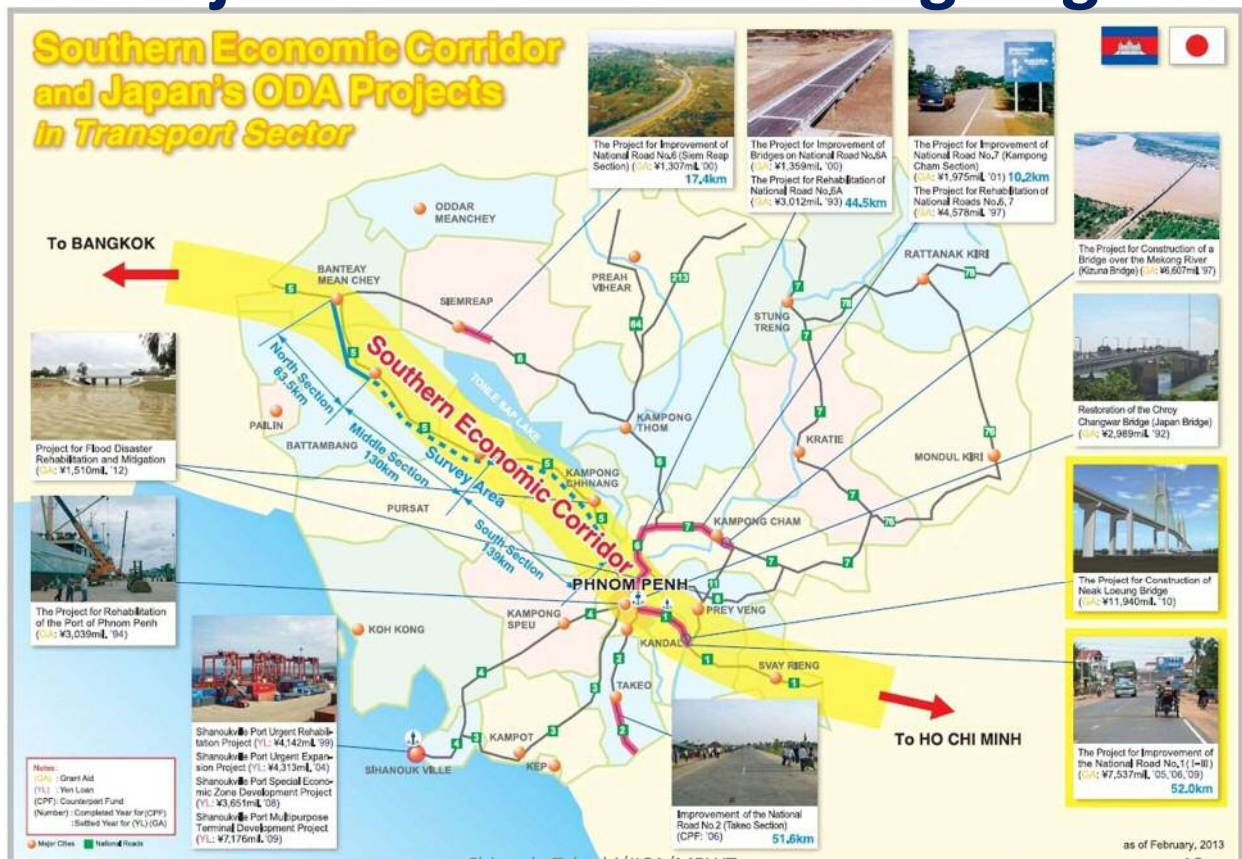 Southern Economic Corridor
and Japan's ODA Projects
in Transport Sector
The Project for Improvement of
National Road No.6 (Siem Reap
Section) (GA: ¥1,307mil, '00)
17.4km
The Project for Improvement of
Bridges on National Road No.6A
(GA: ¥1,359mil. '00)
The Project for Rehabilitation of
National Road No.6A
(GA: ¥3,012mil. '93) 44.5km
The Project for Improvement of
National Road No.7 (Kampong
Cham Section)
(GA: ¥1,975mil. '01) 10.2km
The Project for Rehabilitation of
National Roads No.6, 7
(GA: ¥4,578mil. '97)
The Project for Construction of a
Bridge over the Mekong River
(Kizuna Bridge) (GA: ¥6,607mil. '97)
Restoration of the Chroy
Changwar Bridge (Japan Bridge)
(GA: ¥2,989mil. '92)
The Project for Construction of
Neak Loeung Bridge
(GA: ¥11,940mil. '10)
The Project for Improvement of
the National Road No.1 (I-III)
(GA: ¥7,537mil. '05,'06,'09)
52.0km
To BANGKOK
ODDAR
MEANCHEY
BANTEAY
MEAN CHEY
SIEMREAP
PREAH
VIHEAR
STUNG
TRENG
RATTANAK KIRI
5
6
64
213
7
78
78
76
Southern Economic Corridor
TONLE SAP LAKE
North Section
83.5km
Middle Section
130km
Survey Area
South Section
139km
PAILIN
BATTAMBANG
PURSAT
KAMPONG
THOM
KAMPONG
CHHNANG
KRATIE
MONDUL KIRI
KAMPONG CHAM
PHNOM PENH
PREY VENG
KANDAL
KAMPONG
SPEU
KOH KONG
TAKEO
SVAY RIENG
KAMPOT
KEP
SIHANOUK VILLE
To HO CHI MINH
Project for Flood Disaster
Rehabilitation and Mitigation
(GA: ¥1,510mil. '12)
The Project for Rehabilitation
of the Port of Phnom Penh
(GA: ¥3,039mil. '94)
Sihanoukville Port Urgent Rehabili-
tation Project (YL: ¥4,142mil. '99)
Sihanoukville Port Urgent Expan-
sion Project (YL: ¥4,313mil. '04)
Sihanoukville Port Special Econo-
mic Zone Development Project
(YL: ¥3,651mil. '08)
Sihanoukville Port Multipurpose
Terminal Development Project
(YL: ¥7,176mil. '09)
Improvement of the National
Road No.2 (Takeo Section)
(CPF: '06)
51.6km
Notes:
(GA) : Grant Aid
(YL) : Yen Loan
(CPF): Counterpart Fund
(Number) : Completed Year for (CPF)
: Settled Year for (YL) (GA)
Major Cities
National Roads
as of February, 2013